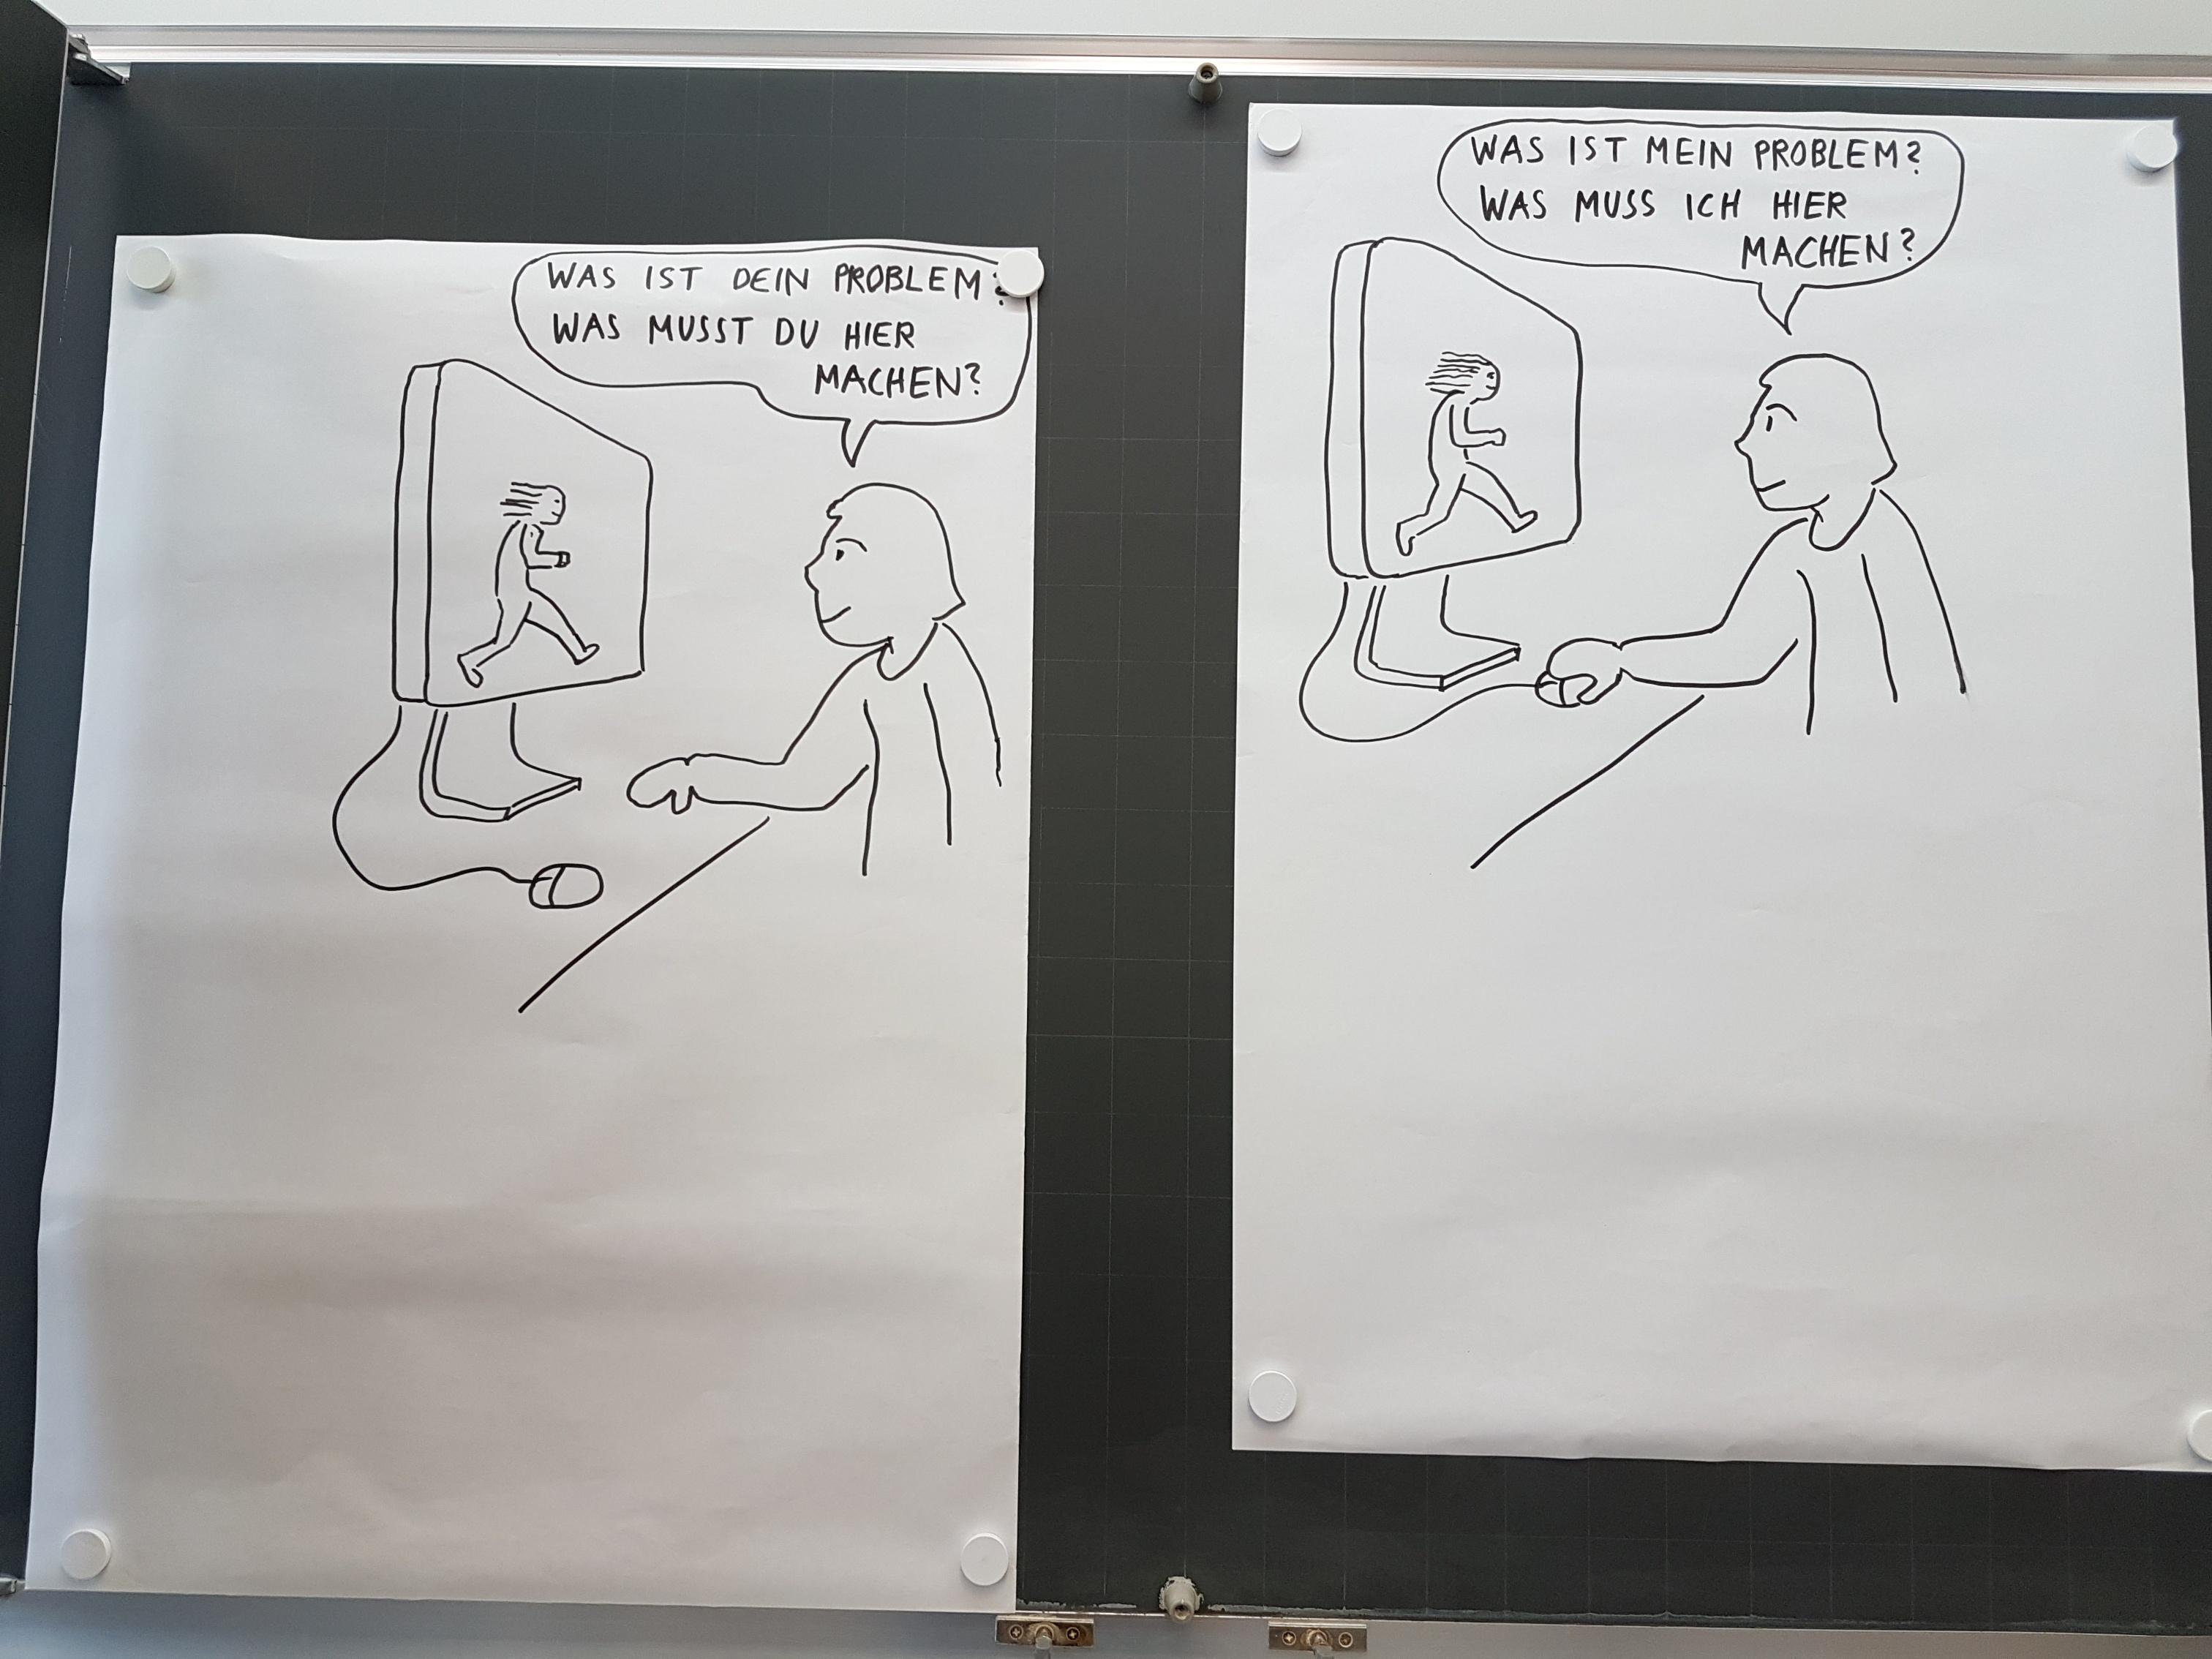 WAS IST DEIN PROBLEM?
WAS MUSST DU HIER
MACHEN?
WAS IST MEIN PROBLEM?
WAS MUSS ICH HIER
MACHEN?